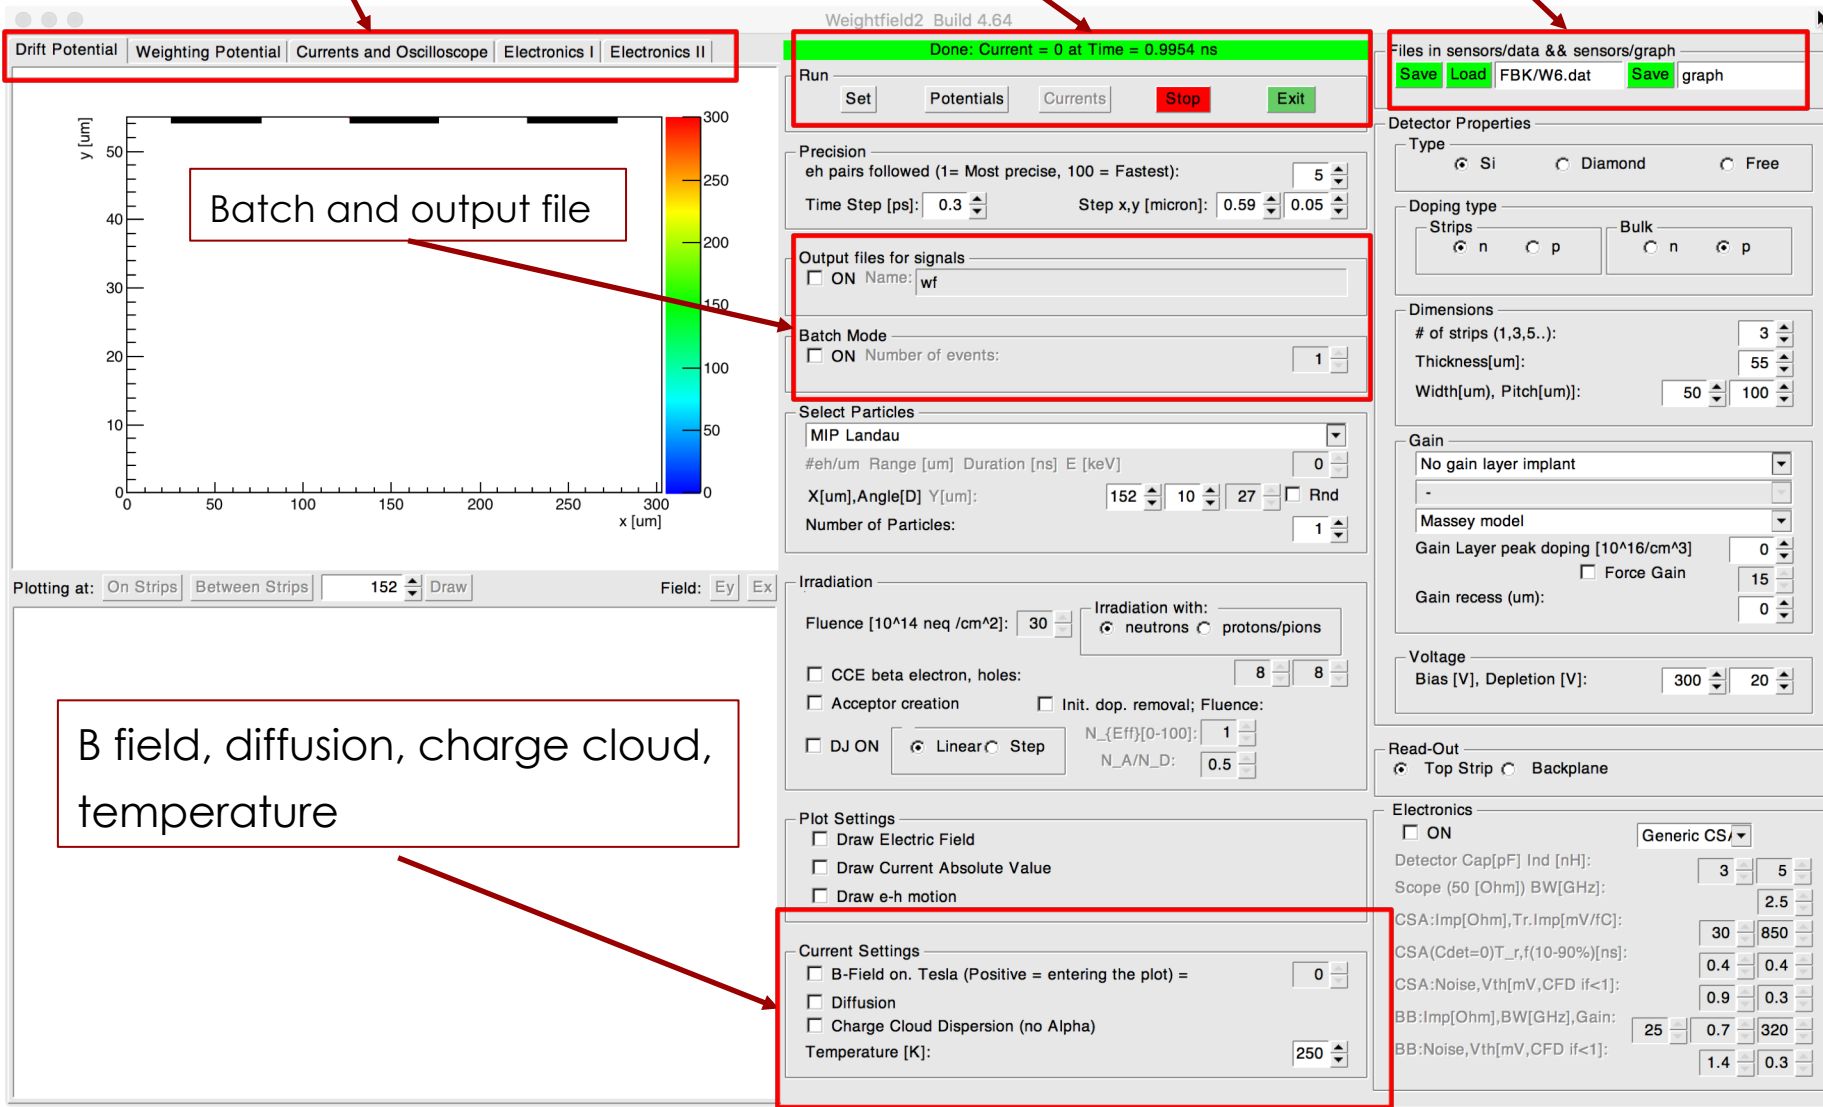 Weightfield2 Build 4.64
Drift Potential Weighting Potential Currents and Oscilloscope Electronics I Electronics II
y [um]
50
40
30
20
10
0
0 50 100 150 200 250 300
x [um]
300
250
200
150
100
50
0
Batch and output file
Plotting at: On Strips Between Strips 152 Draw Field: Ey Ex
B field, diffusion, charge cloud,
temperature
Done: Current = 0 at Time = 0.9954 ns
Run
Set Potentials Currents Stop Exit
Precision
eh pairs followed (1= Most precise, 100 = Fastest): 5
Time Step [ps]: 0.3 Step x,y [micron]: 0.59 0.05
Output files for signals
ON Name: wf
Batch Mode
ON Number of events: 1
Select Particles
MIP Landau
#eh/um Range [um] Duration [ns] E [keV] 0
X[um],Angle[D] Y[um]: 152 10 27 Rnd
Number of Particles: 1
Irradiation
Fluence [10^14 neq /cm^2]: 30
Irradiation with:
neutrons protons/pions
CCE beta electron, holes: 8 8
Acceptor creation Init. dop. removal; Fluence:
DJ ON Linear Step
N_{Eff}[0-100]: 1
N_A/N_D: 0.5
Plot Settings
Draw Electric Field
Draw Current Absolute Value
Draw e-h motion
Current Settings
B-Field on. Tesla (Positive = entering the plot) = 0
Diffusion
Charge Cloud Dispersion (no Alpha)
Temperature [K]: 250
Files in sensors/data && sensors/graph
Save Load FBK/W6.dat Save graph
Detector Properties
Type
Si Diamond Free
Doping type
Strips
n p
Bulk
n p
Dimensions
# of strips (1,3,5..): 3
Thickness[um]: 55
Width[um), Pitch[um)]: 50 100
Gain
No gain layer implant
-
Massey model
Gain Layer peak doping [10^16/cm^3] 0
Force Gain 15
Gain recess (um): 0
Voltage
Bias [V], Depletion [V]: 300 20
Read-Out
Top Strip Backplane
Electronics
ON Generic CSA
Detector Cap[pF] Ind [nH]: 3 5
Scope (50 [Ohm]) BW[GHz]: 2.5
CSA:Imp[Ohm],Tr.Imp[mV/fC]: 30 850
CSA(Cdet=0)T_r,f(10-90%)[ns]: 0.4 0.4
CSA:Noise,Vth[mV,CFD if<1]: 0.9 0.3
BB:Imp[Ohm],BW[GHz],Gain: 25 0.7 320
BB:Noise,Vth[mV,CFD if<1]: 1.4 0.3